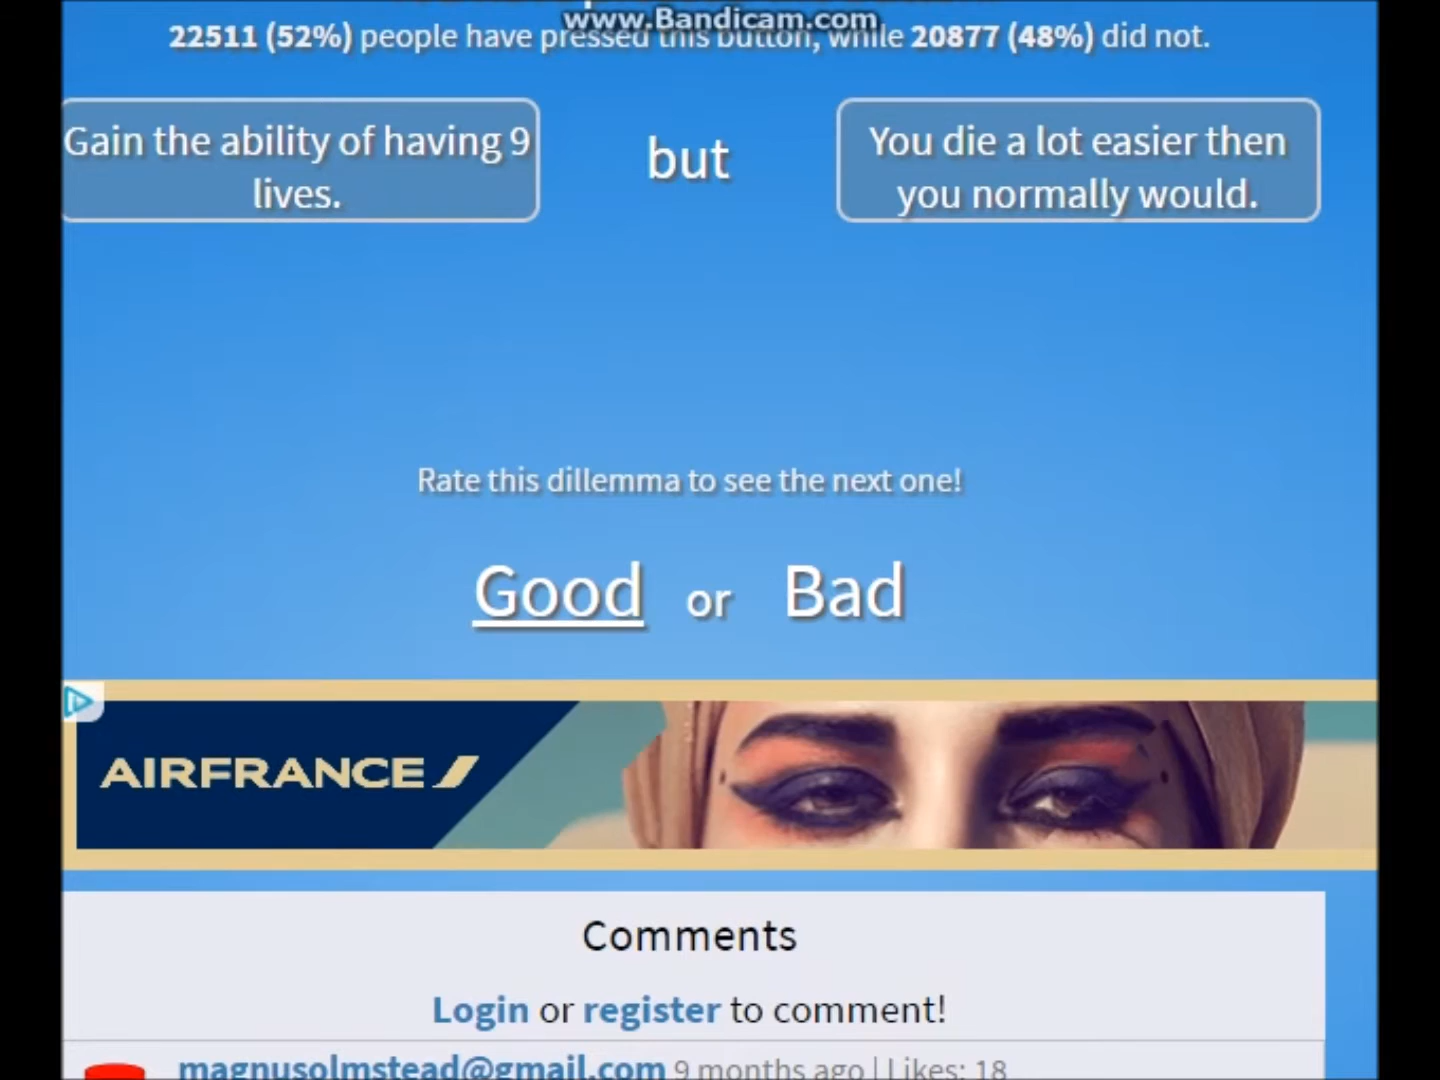 www.Bandicam.com
22511 (52%) people have pressed this button, while 20877 (48%) did not.
Gain the ability of having 9
lives.
but
You die a lot easier then
you normally would.
Rate this dillemma to see the next one!
Good or Bad
AIRFRANCE
Comments
Login or register to comment!
magnusolmstead@gmail.com 9 months ago | Likes: 18